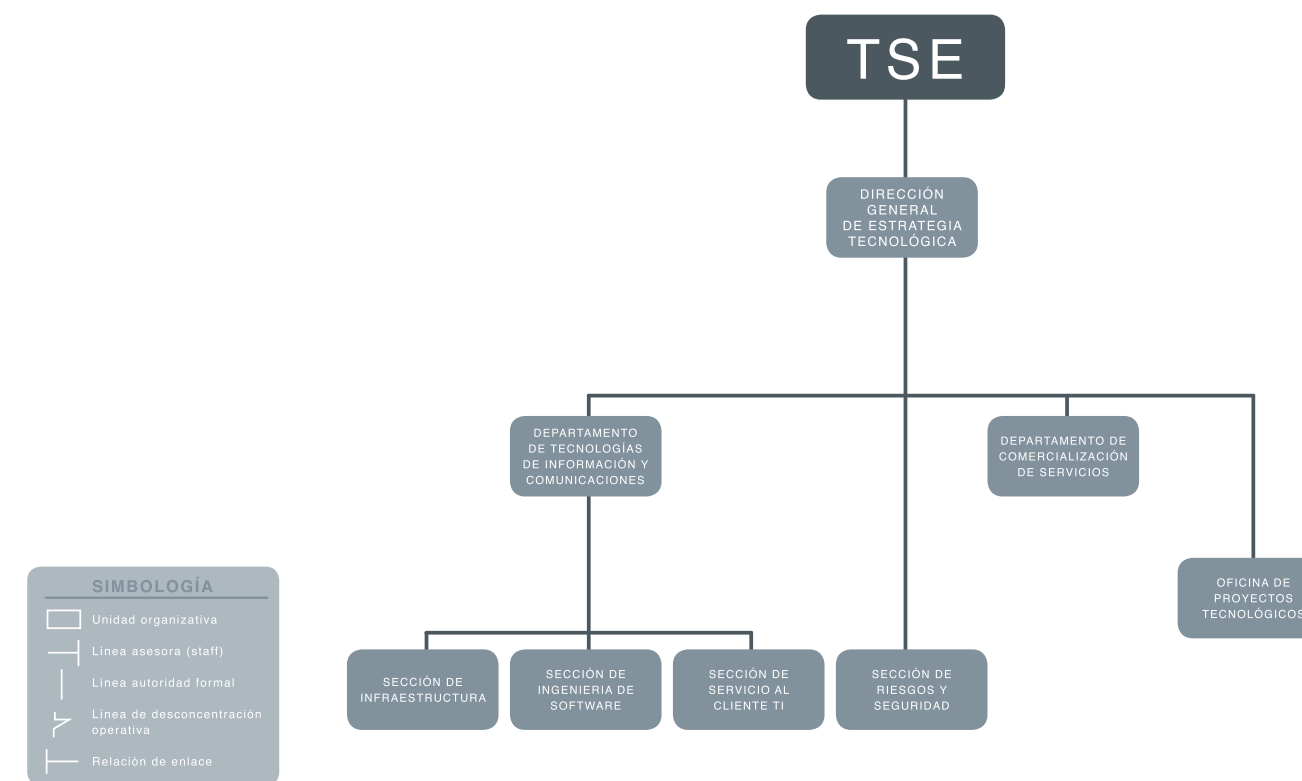 TSE
DIRECCIÓN
GENERAL
DE ESTRATEGIA
TECNOLÓGICA
DEPARTAMENTO
DE TECNOLOGÍAS
DE INFORMACIÓN Y
COMUNICACIONES
DEPARTAMENTO DE
COMERCIALIZACIÓN
DE SERVICIOS
OFICINA DE
PROYECTOS
TECNOLÓGICOS
SECCIÓN DE
INFRAESTRUCTURA
SECCIÓN DE
INGENIERIA DE
SOFTWARE
SECCIÓN DE
SERVICIO AL
CLIENTE TI
SECCIÓN DE
RIESGOS Y
SEGURIDAD
SIMBOLOGÍA
Unidad organizativa
Línea asesora (staff)
Línea autoridad formal
Línea de desconcentración
operativa
Relación de enlace